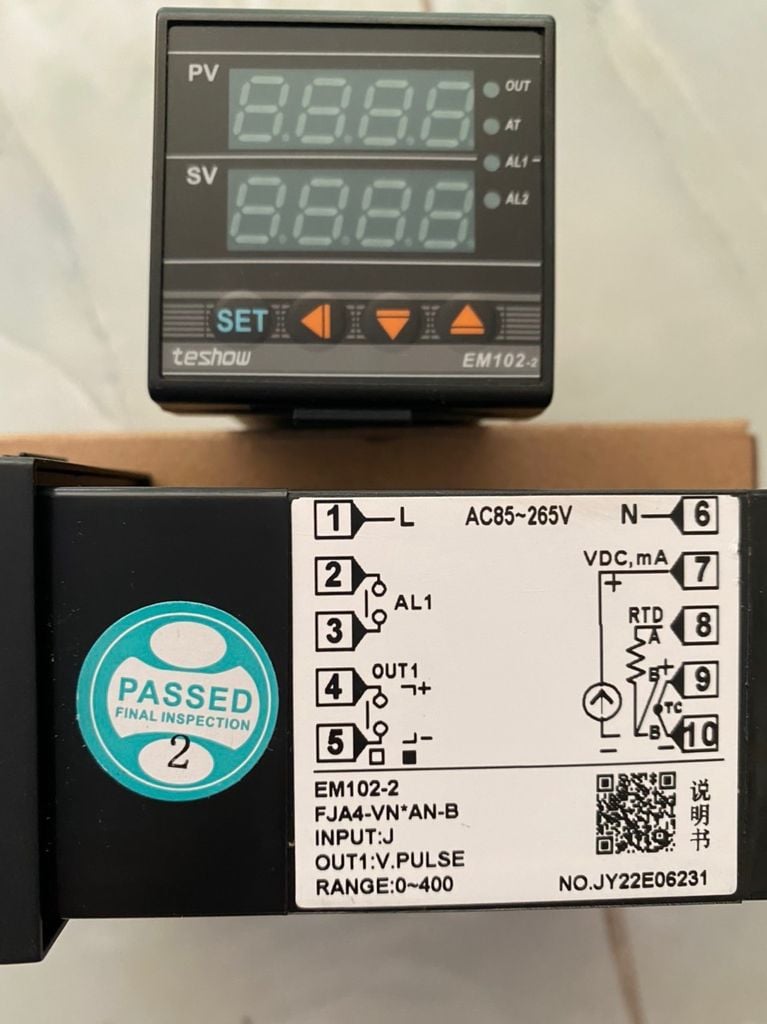 PV
OUT
AT
AL1
SV
AL2
SET
teshow
EM102-2
1 L AC85~265V N 6
2 VDC,mA 7
+
AL1
3 RTD 8
A
4 OUT1 + B + 9
TC
5 - - B - 10
PASSED
FINAL INSPECTION
2
EM102-2
FJA4-VN*AN-B
INPUT:J
OUT1:V.PULSE
RANGE:0~400
说明书
NO.JY22E06231